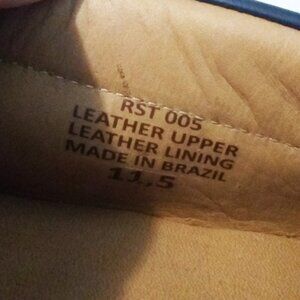 RST 005
LEATHER UPPER
LEATHER LINING
MADE IN BRAZIL
11,5